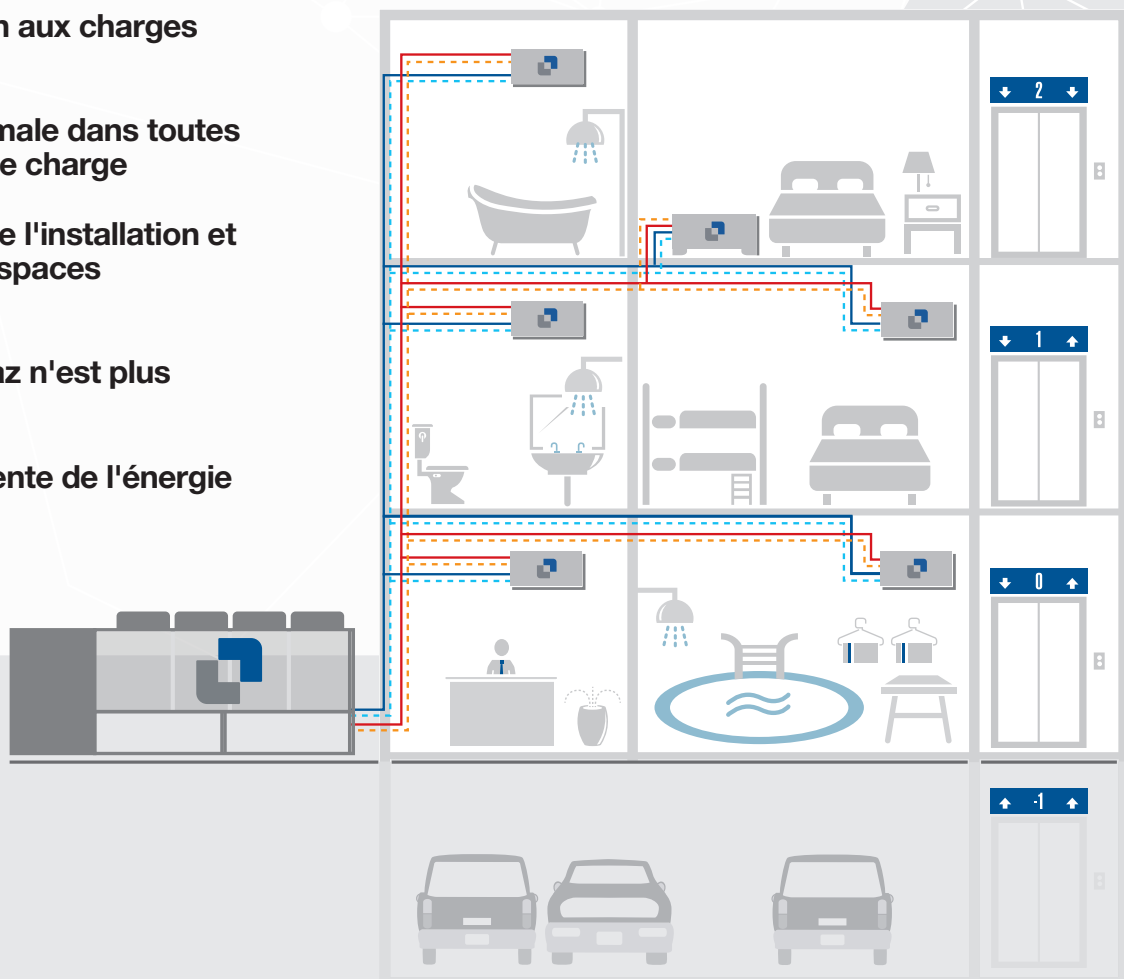 aux charges
male dans toutes
e charge
e l'installation et
spaces
az n'est plus
ente de l'énergie
2
1
0
-1